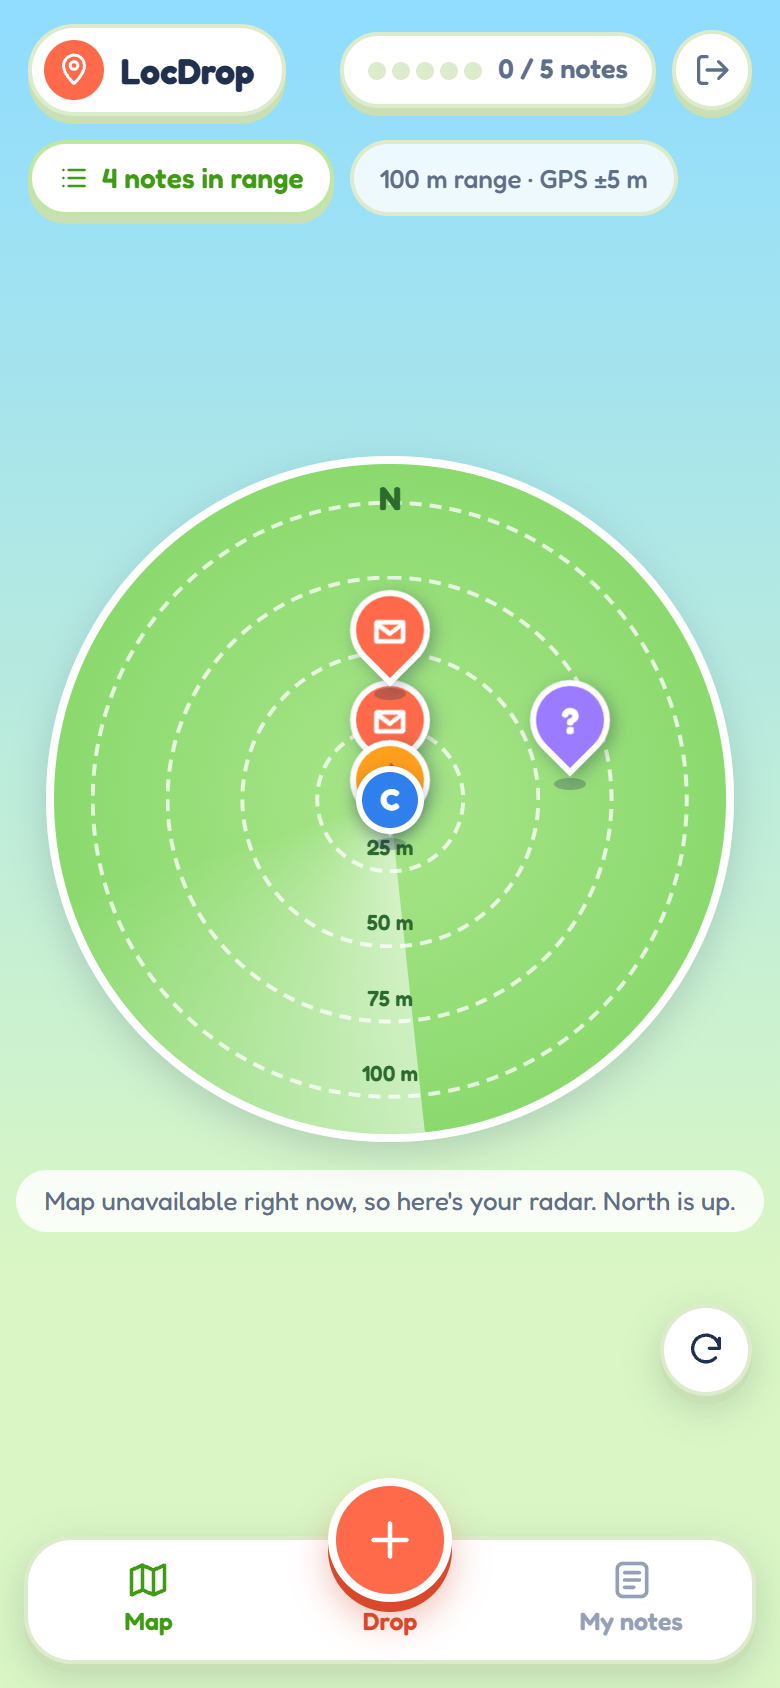 LocDrop
0 / 5 notes
4 notes in range
100 m range · GPS ±5 m
N
?
C
25 m
50 m
75 m
100 m
Map unavailable right now, so here's your radar. North is up.
Map
Drop
My notes